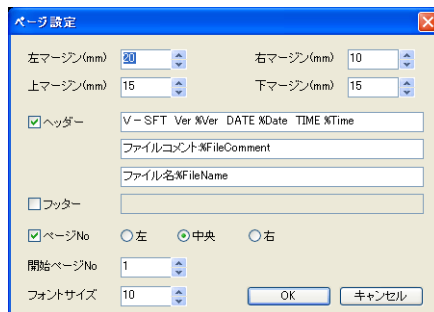 ページ設定
左マージン(mm) 20 右マージン(mm) 10
上マージン(mm) 15 下マージン(mm) 15
ヘッダー V－SFT Ver %Ver DATE %Date TIME %Time
ファイルコメント:%FileComment
ファイル名:%FileName
フッター
ページNo 左 中央 右
開始ページNo 1
フォントサイズ 10 OK キャンセル